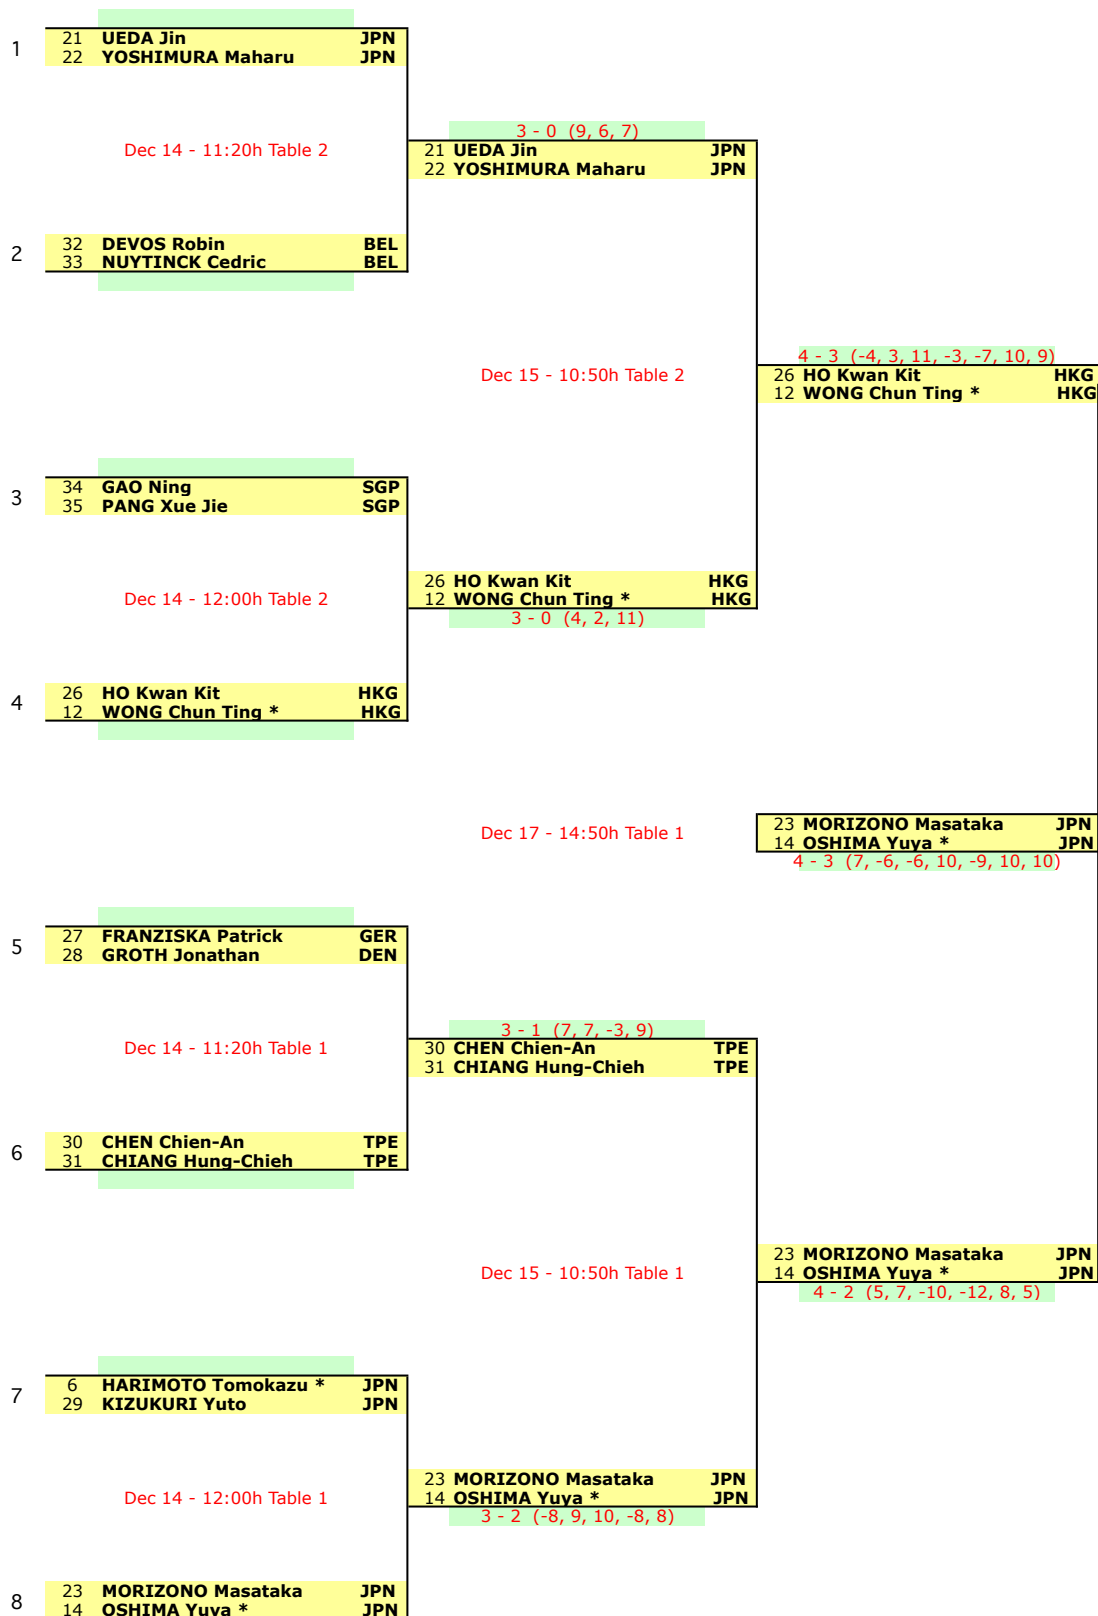 1
21 UEDA Jin JPN
22 YOSHIMURA Maharu JPN
Dec 14 - 11:20h Table 2
3 - 0 (9, 6, 7)
21 UEDA Jin JPN
22 YOSHIMURA Maharu JPN
2
32 DEVOS Robin BEL
33 NUYTINCK Cedric BEL
Dec 15 - 10:50h Table 2
4 - 3 (-4, 3, 11, -3, -7, 10, 9)
26 HO Kwan Kit HKG
12 WONG Chun Ting * HKG
3
34 GAO Ning SGP
35 PANG Xue Jie SGP
Dec 14 - 12:00h Table 2
26 HO Kwan Kit HKG
12 WONG Chun Ting * HKG
3 - 0 (4, 2, 11)
4
26 HO Kwan Kit HKG
12 WONG Chun Ting * HKG
Dec 17 - 14:50h Table 1
23 MORIZONO Masataka JPN
14 OSHIMA Yuya * JPN
4 - 3 (7, -6, -6, 10, -9, 10, 10)
5
27 FRANZISKA Patrick GER
28 GROTH Jonathan DEN
Dec 14 - 11:20h Table 1
3 - 1 (7, 7, -3, 9)
30 CHEN Chien-An TPE
31 CHIANG Hung-Chieh TPE
6
30 CHEN Chien-An TPE
31 CHIANG Hung-Chieh TPE
Dec 15 - 10:50h Table 1
23 MORIZONO Masataka JPN
14 OSHIMA Yuya * JPN
4 - 2 (5, 7, -10, -12, 8, 5)
7
6 HARIMOTO Tomokazu * JPN
29 KIZUKURI Yuto JPN
Dec 14 - 12:00h Table 1
23 MORIZONO Masataka JPN
14 OSHIMA Yuya * JPN
3 - 2 (-8, 9, 10, -8, 8)
8
23 MORIZONO Masataka JPN
14 OSHIMA Yuya * JPN